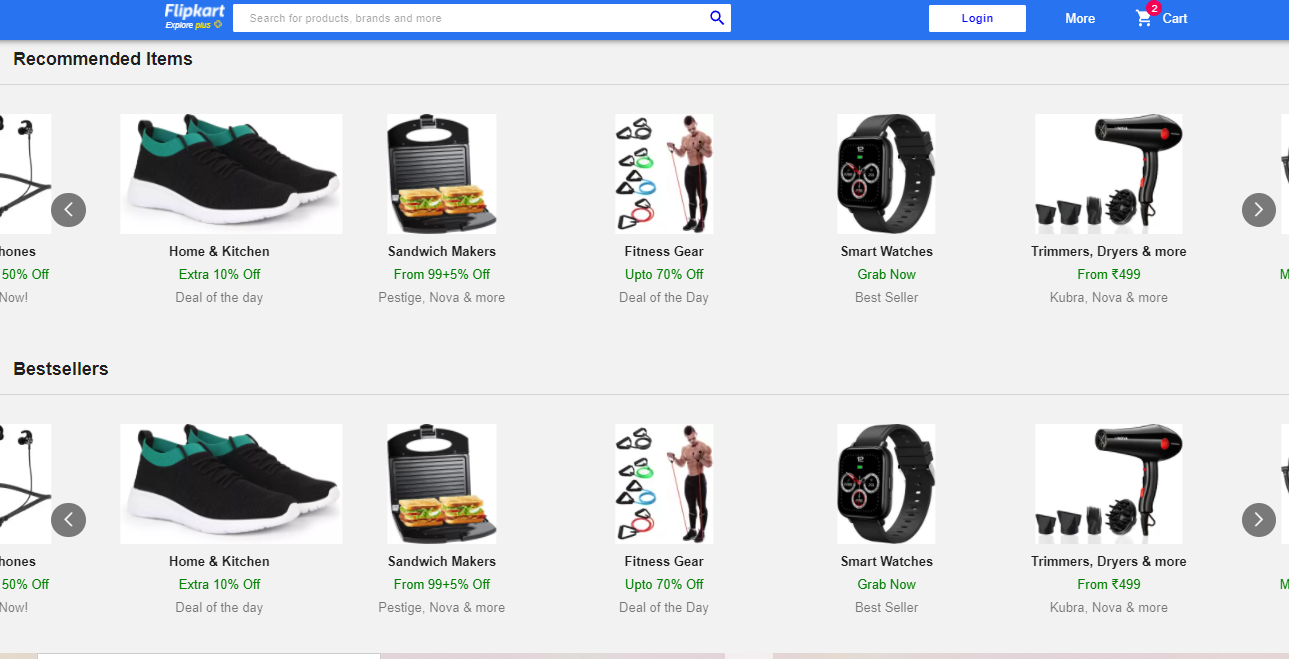 Flipkart
Explore plus
Search for products, brands and more
Login
More
2
Cart
Recommended Items
hones
50% Off
Now!
Home & Kitchen
Extra 10% Off
Deal of the day
Sandwich Makers
From 99+5% Off
Pestige, Nova & more
Fitness Gear
Upto 70% Off
Deal of the Day
Smart Watches
Grab Now
Best Seller
Trimmers, Dryers & more
From ₹499
Kubra, Nova & more
M
Bestsellers
hones
50% Off
Now!
Home & Kitchen
Extra 10% Off
Deal of the day
Sandwich Makers
From 99+5% Off
Pestige, Nova & more
Fitness Gear
Upto 70% Off
Deal of the Day
Smart Watches
Grab Now
Best Seller
Trimmers, Dryers & more
From ₹499
Kubra, Nova & more
M